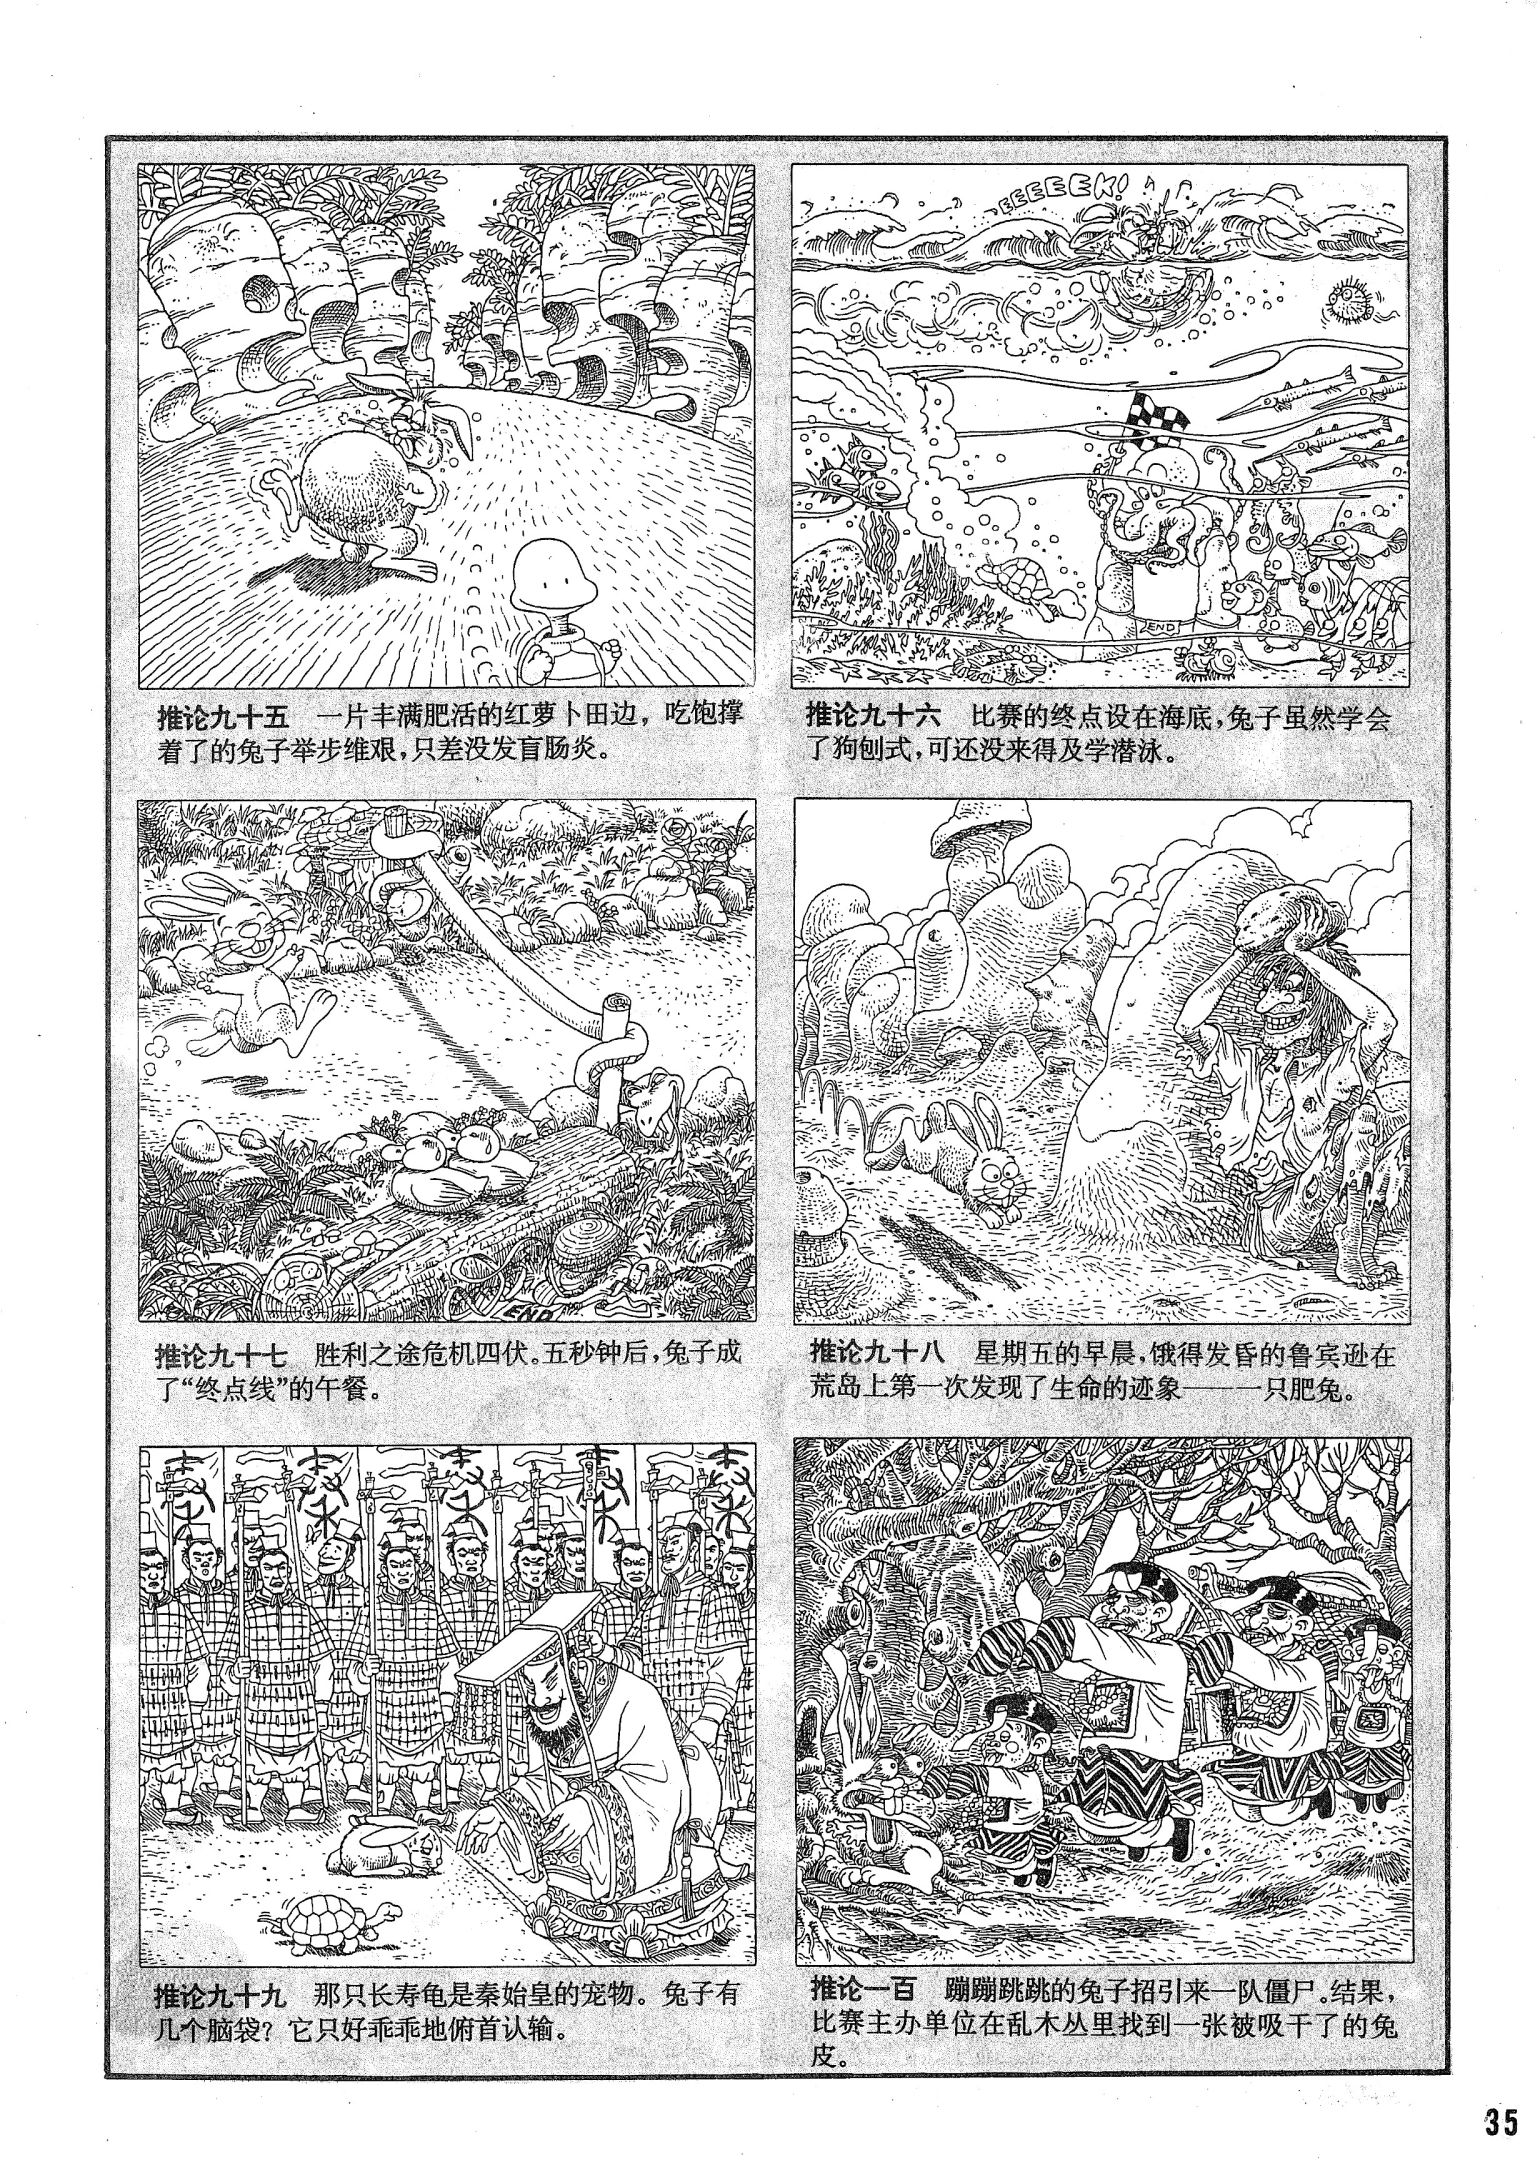 EEEEEK!
推论九十五 一片丰满肥活的红萝卜田边，吃饱撑
着了的兔子举步维艰，只差没发盲肠炎。
END
推论九十六 比赛的终点设在海底，兔子虽然学会
了狗刨式，可还没来得及学潜泳。
END
推论九十七 胜利之途危机四伏。五秒钟后，兔子成
了“终点线”的午餐。
推论九十八 星期五的早晨，饿得发昏的鲁宾逊在
荒岛上第一次发现了生命的迹象——一只肥兔。
推论九十九 那只长寿龟是秦始皇的宠物。兔子有
几个脑袋？它只好乖乖地俯首认输。
推论一百 蹦蹦跳跳的兔子招引来一队僵尸。结果，
比赛主办单位在乱木丛里找到一张被吸干了的兔
皮。
35